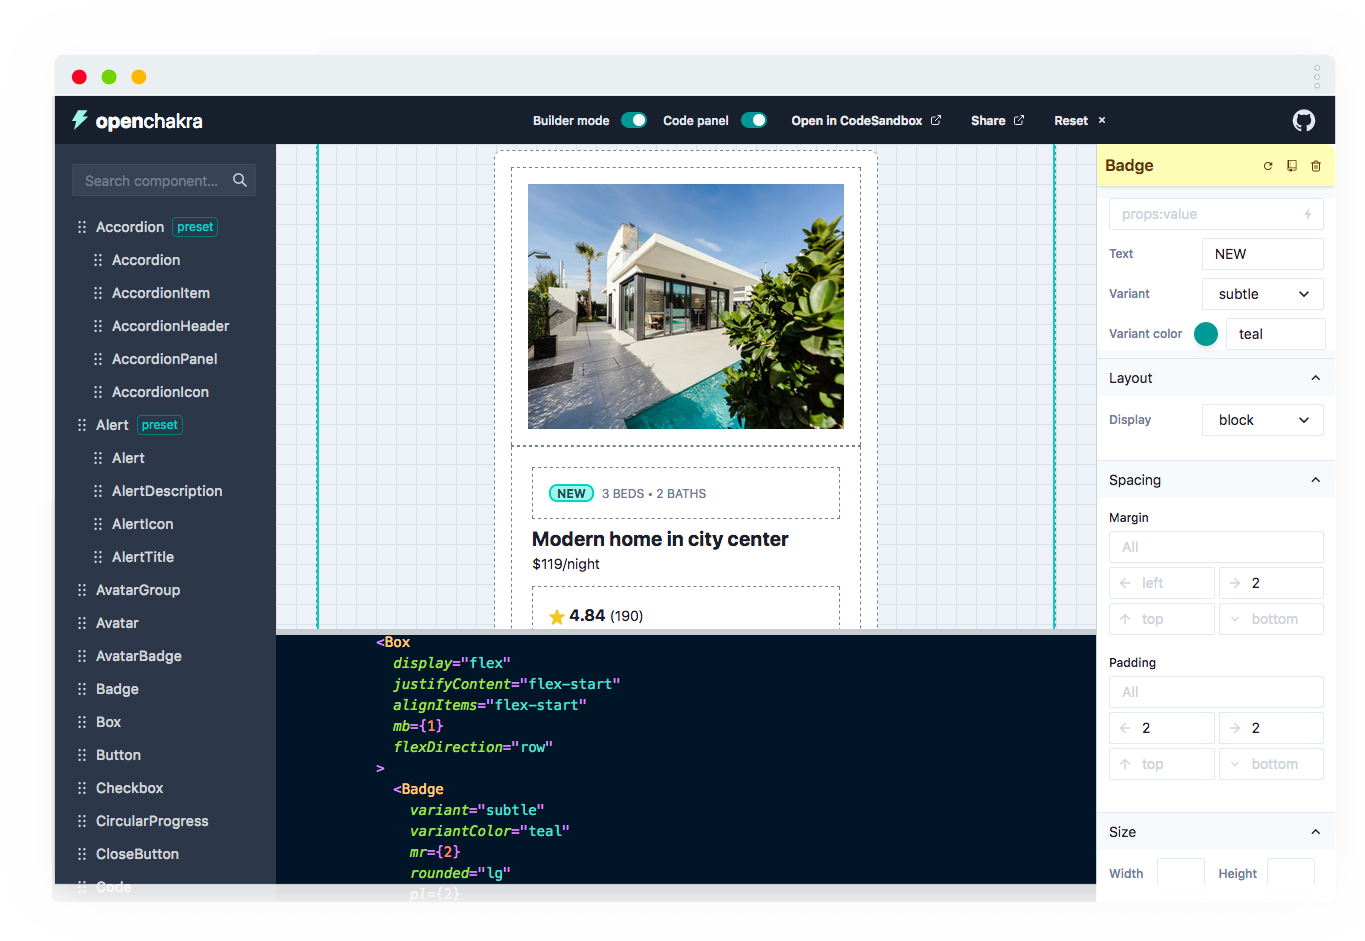 openchakra
Builder mode
Code panel
Open in CodeSandbox
Share
Reset
Search component...
Accordion preset
Accordion
AccordionItem
AccordionHeader
AccordionPanel
AccordionIcon
Alert preset
Alert
AlertDescription
AlertIcon
AlertTitle
AvatarGroup
Avatar
AvatarBadge
Badge
Box
Button
Checkbox
CircularProgress
CloseButton
Code
NEW 3 BEDS • 2 BATHS
Modern home in city center
$119/night
4.84 (190)
<Box
display="flex"
justifyContent="flex-start"
alignItems="flex-start"
mb={1}
flexDirection="row"
>
<Badge
variant="subtle"
variantColor="teal"
mr={2}
rounded="lg"
pl={2}
Badge
props:value
Text NEW
Variant subtle
Variant color teal
Layout
Display block
Spacing
Margin
All
left 2
top bottom
Padding
All
2 2
top bottom
Size
Width Height